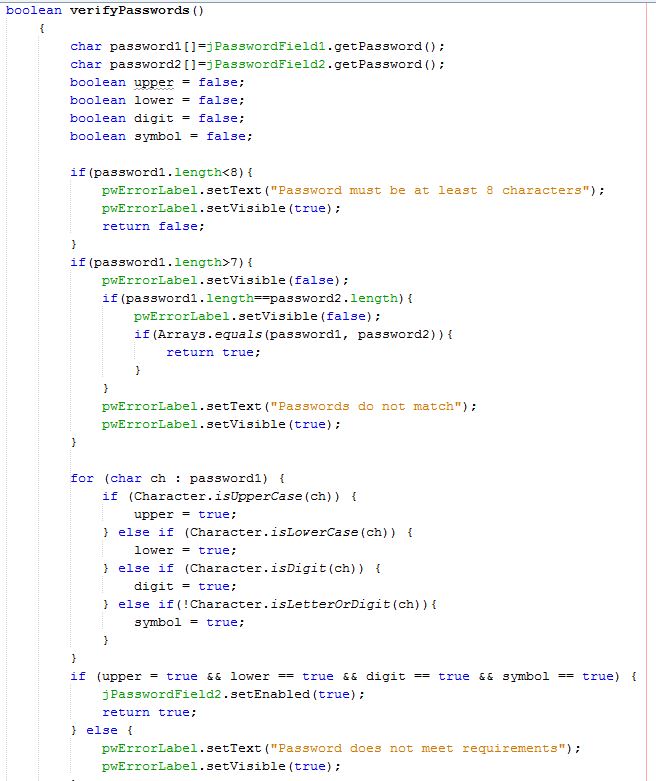 boolean verifyPasswords()
{
char password1[]=jPasswordField1.getPassword();
char password2[]=jPasswordField2.getPassword();
boolean upper = false;
boolean lower = false;
boolean digit = false;
boolean symbol = false;
if(password1.length<8){
pwErrorLabel.setText("Password must be at least 8 characters");
pwErrorLabel.setVisible(true);
return false;
}
if(password1.length>7){
pwErrorLabel.setVisible(false);
if(password1.length==password2.length){
pwErrorLabel.setVisible(false);
if(Arrays.equals(password1, password2)){
return true;
}
}
pwErrorLabel.setText("Passwords do not match");
pwErrorLabel.setVisible(true);
}
for (char ch : password1) {
if (Character.isUpperCase(ch)) {
upper = true;
} else if (Character.isLowerCase(ch)) {
lower = true;
} else if (Character.isDigit(ch)) {
digit = true;
} else if(!Character.isLetterOrDigit(ch)){
symbol = true;
}
}
if (upper = true && lower == true && digit == true && symbol == true) {
jPasswordField2.setEnabled(true);
return true;
} else {
pwErrorLabel.setText("Password does not meet requirements");
pwErrorLabel.setVisible(true);